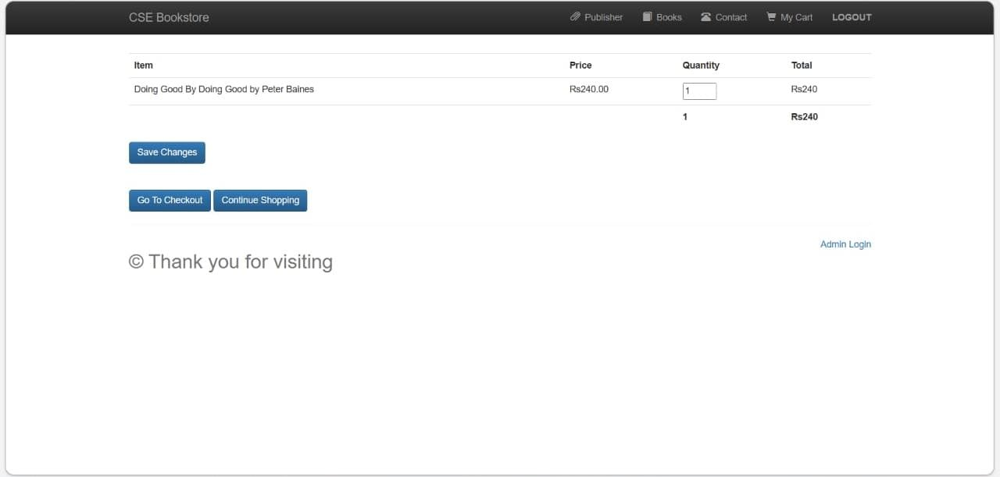 CSE Bookstore Publisher Books Contact My Cart LOGOUT
Item Price Quantity Total
Doing Good By Doing Good by Peter Baines Rs240.00 1 Rs240
1 Rs240
Save Changes
Go To Checkout Continue Shopping
Admin Login
© Thank you for visiting